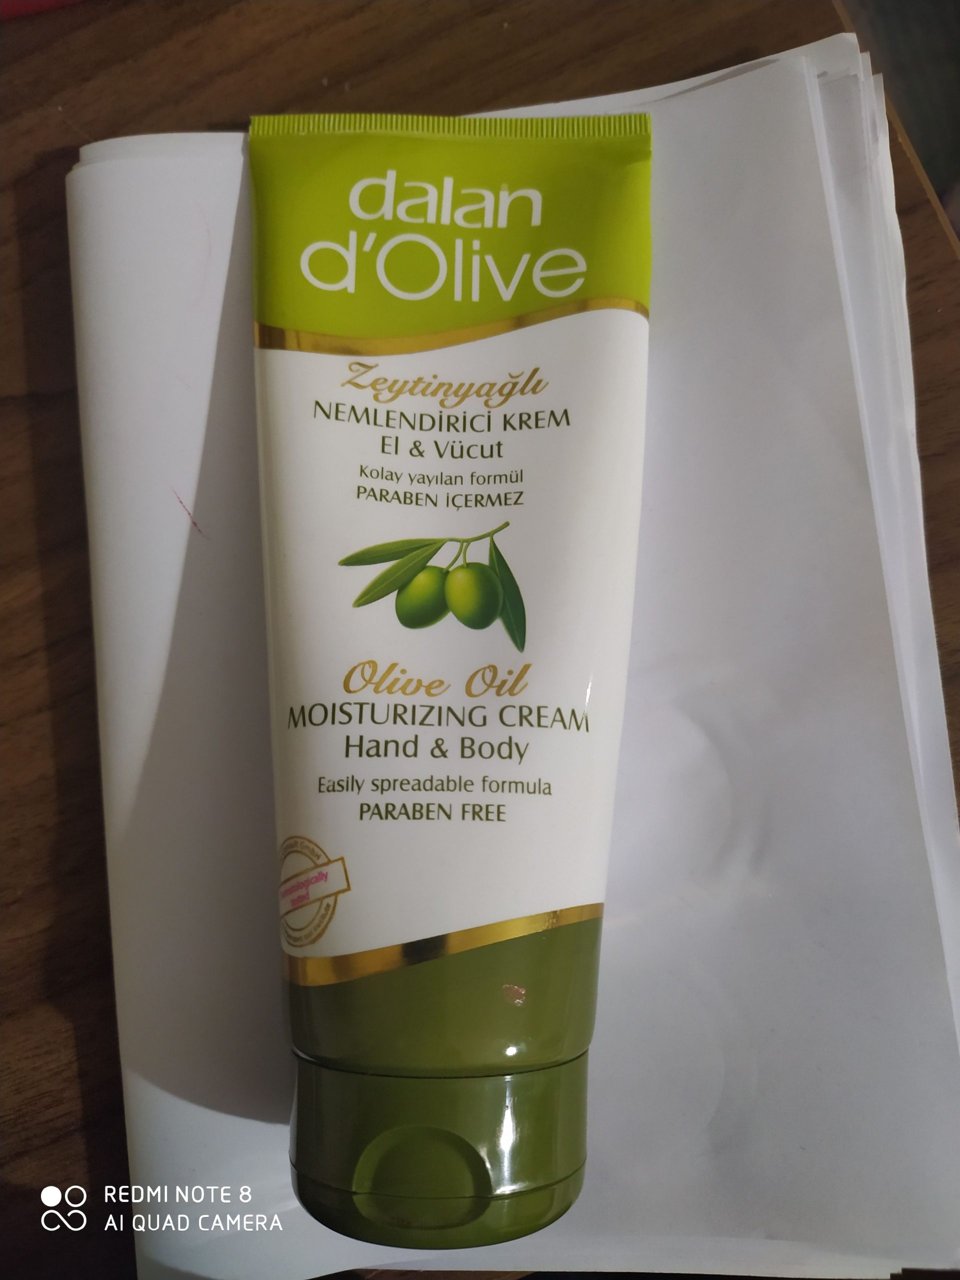 dalan
d'Olive
Zeytinyağlı
NEMLENDİRİCİ KREM
El & Vücut
Kolay yayılan formül
PARABEN İÇERMEZ
Olive Oil
MOISTURIZING CREAM
Hand & Body
Easily spreadable formula
PARABEN FREE
REDMI NOTE 8
AI QUAD CAMERA